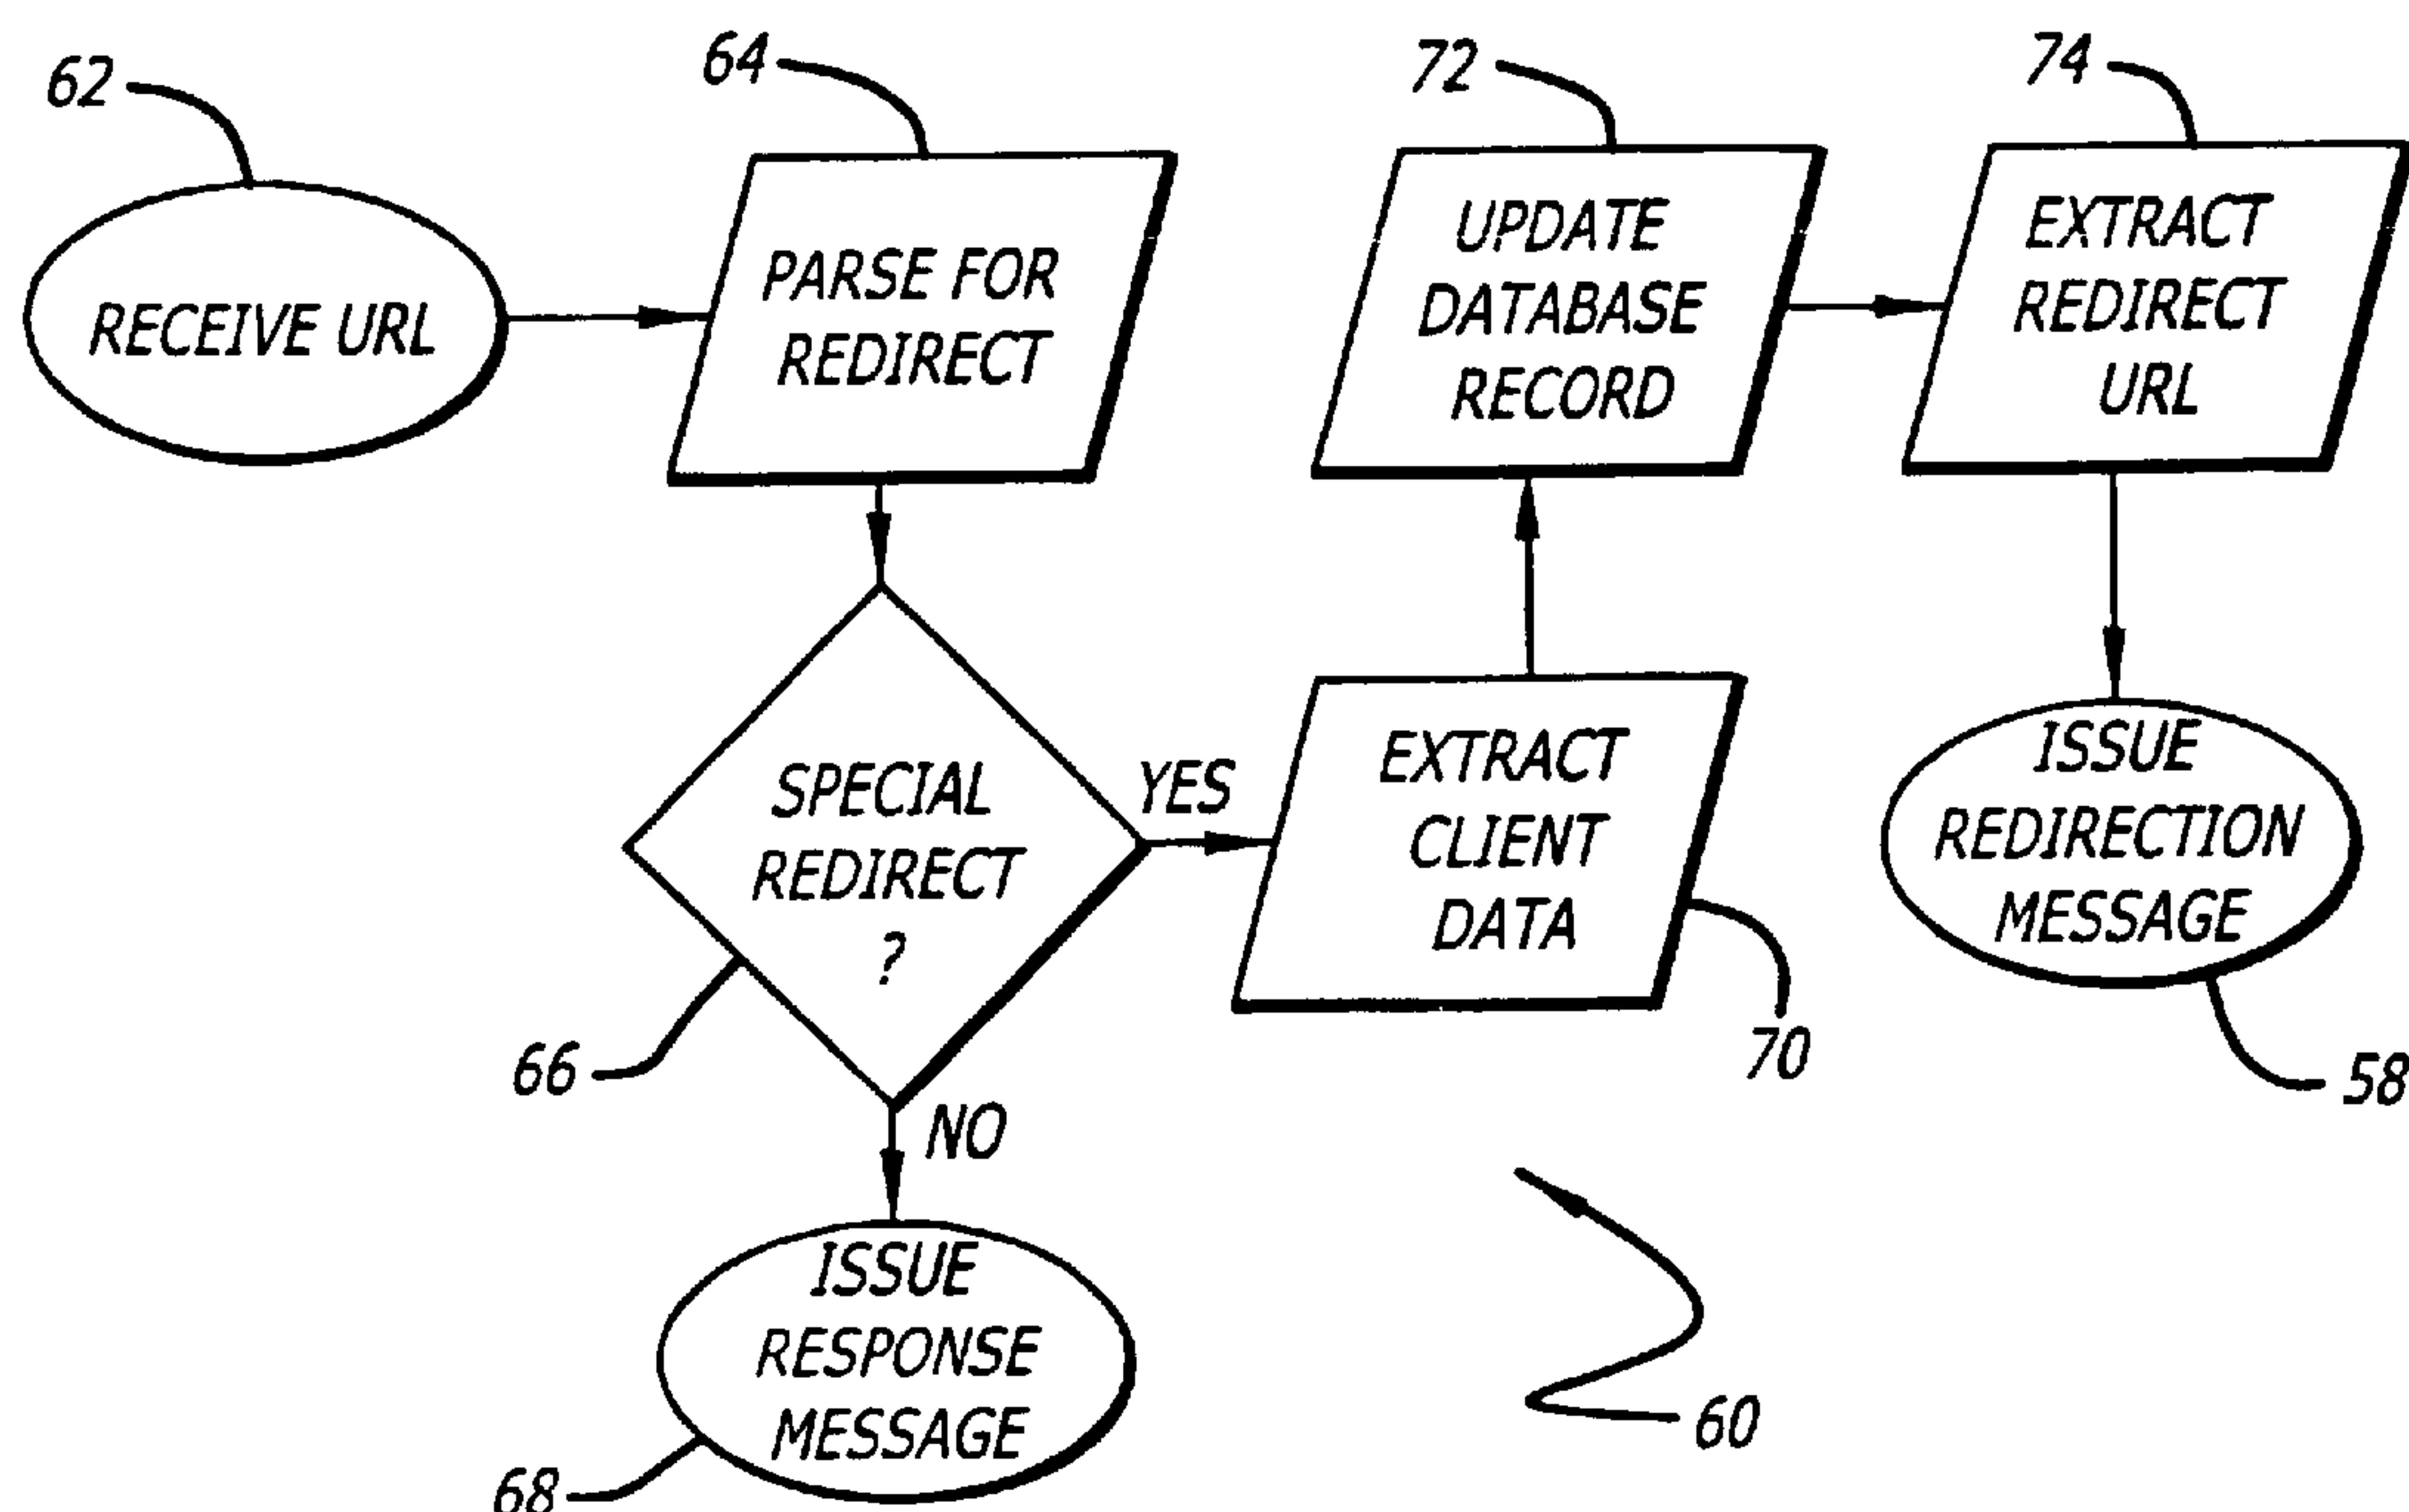 62
64
72
74
RECEIVE URL
PARSE FOR
REDIRECT
UPDATE
DATABASE
RECORD
EXTRACT
REDIRECT
URL
SPECIAL
REDIRECT
?
YES
EXTRACT
CLIENT
DATA
ISSUE
REDIRECTION
MESSAGE
66
70
58
NO
ISSUE
RESPONSE
MESSAGE
60
68